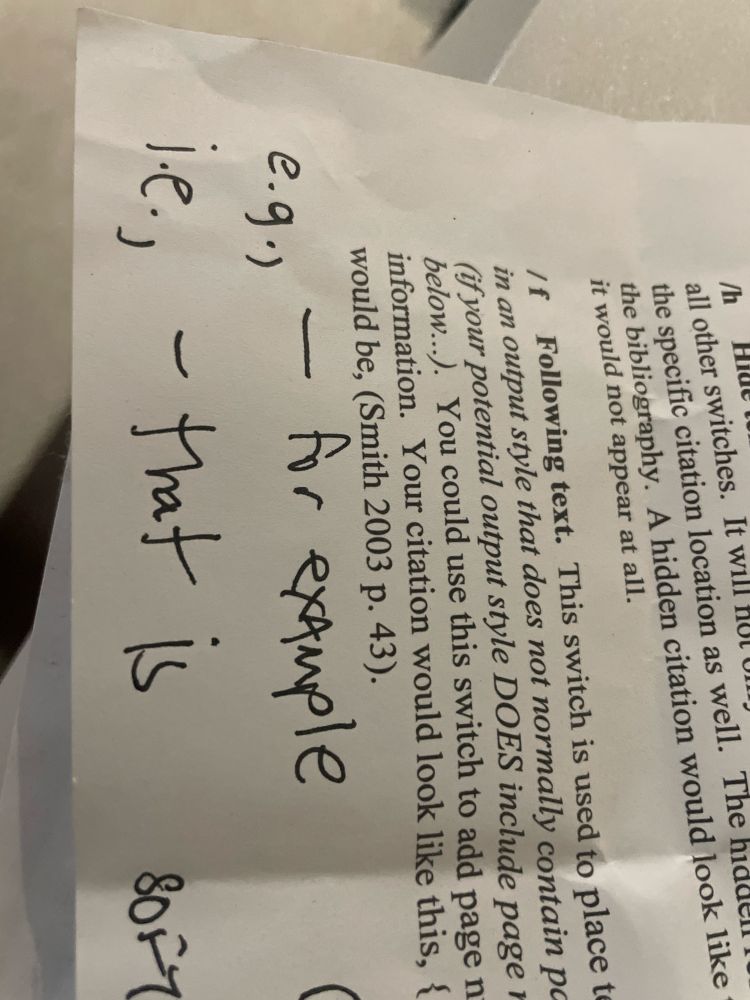 /h
all other switches. It will not only
the specific citation location as well. The hidden
the bibliography. A hidden citation would look like
it would not appear at all.
/f Following text. This switch is used to place
in an output style that does not normally contain
(if your potential output style DOES include page
below...). You could use this switch to add page
information. Your citation would look like this, {
would be, (Smith 2003 p. 43).
e.g., — for example
i.e., - that is